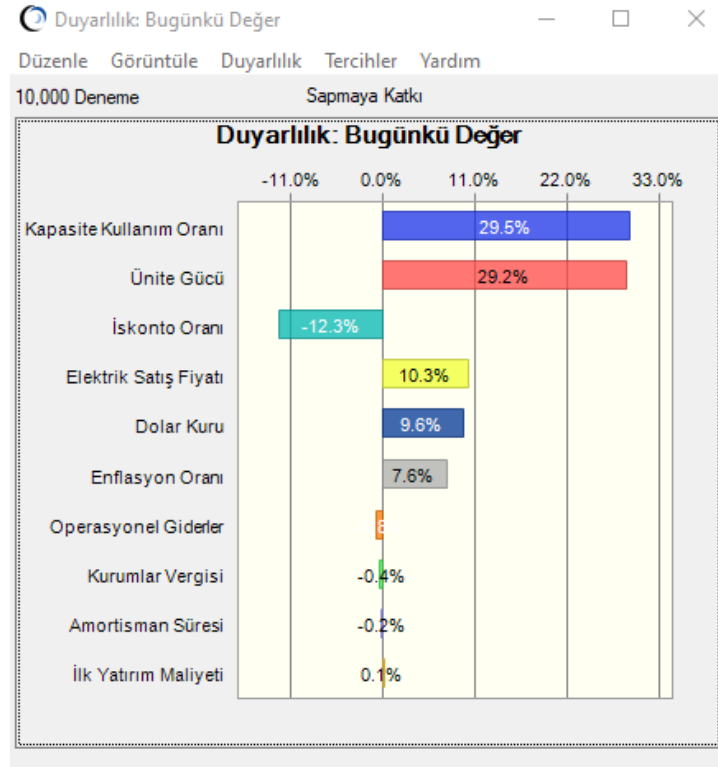 Duyarlılık: Bugünkü Değer
Düzenle Görüntüle Duyarlılık Tercihler Yardım
10,000 Deneme Sapmaya Katkı
Duyarlılık: Bugünkü Değer
-11.0% 0.0% 11.0% 22.0% 33.0%
Kapasite Kullanım Oranı 29.5%
Ünite Gücü 29.2%
İskonto Oranı -12.3%
Elektrik Satış Fiyatı 10.3%
Dolar Kuru 9.6%
Enflasyon Oranı 7.6%
Operasyonel Giderler
Kurumlar Vergisi -0.4%
Amortisman Süresi -0.2%
İlk Yatırım Maliyeti 0.1%